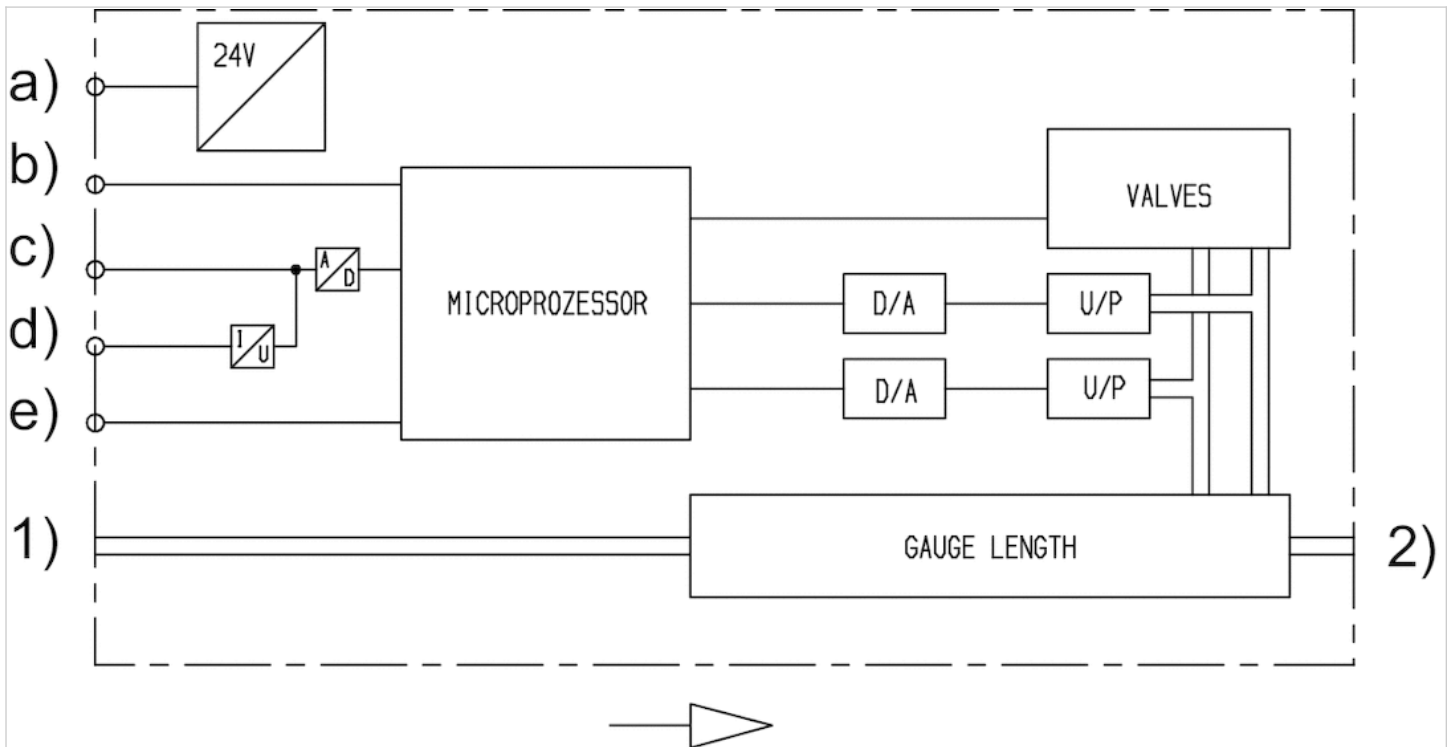 a)
24V
b)
VALVES
c)
A
D
MICROPROZESSOR
D/A
U/P
d)
I
U
D/A
U/P
e)
1)
GAUGE LENGTH
2)